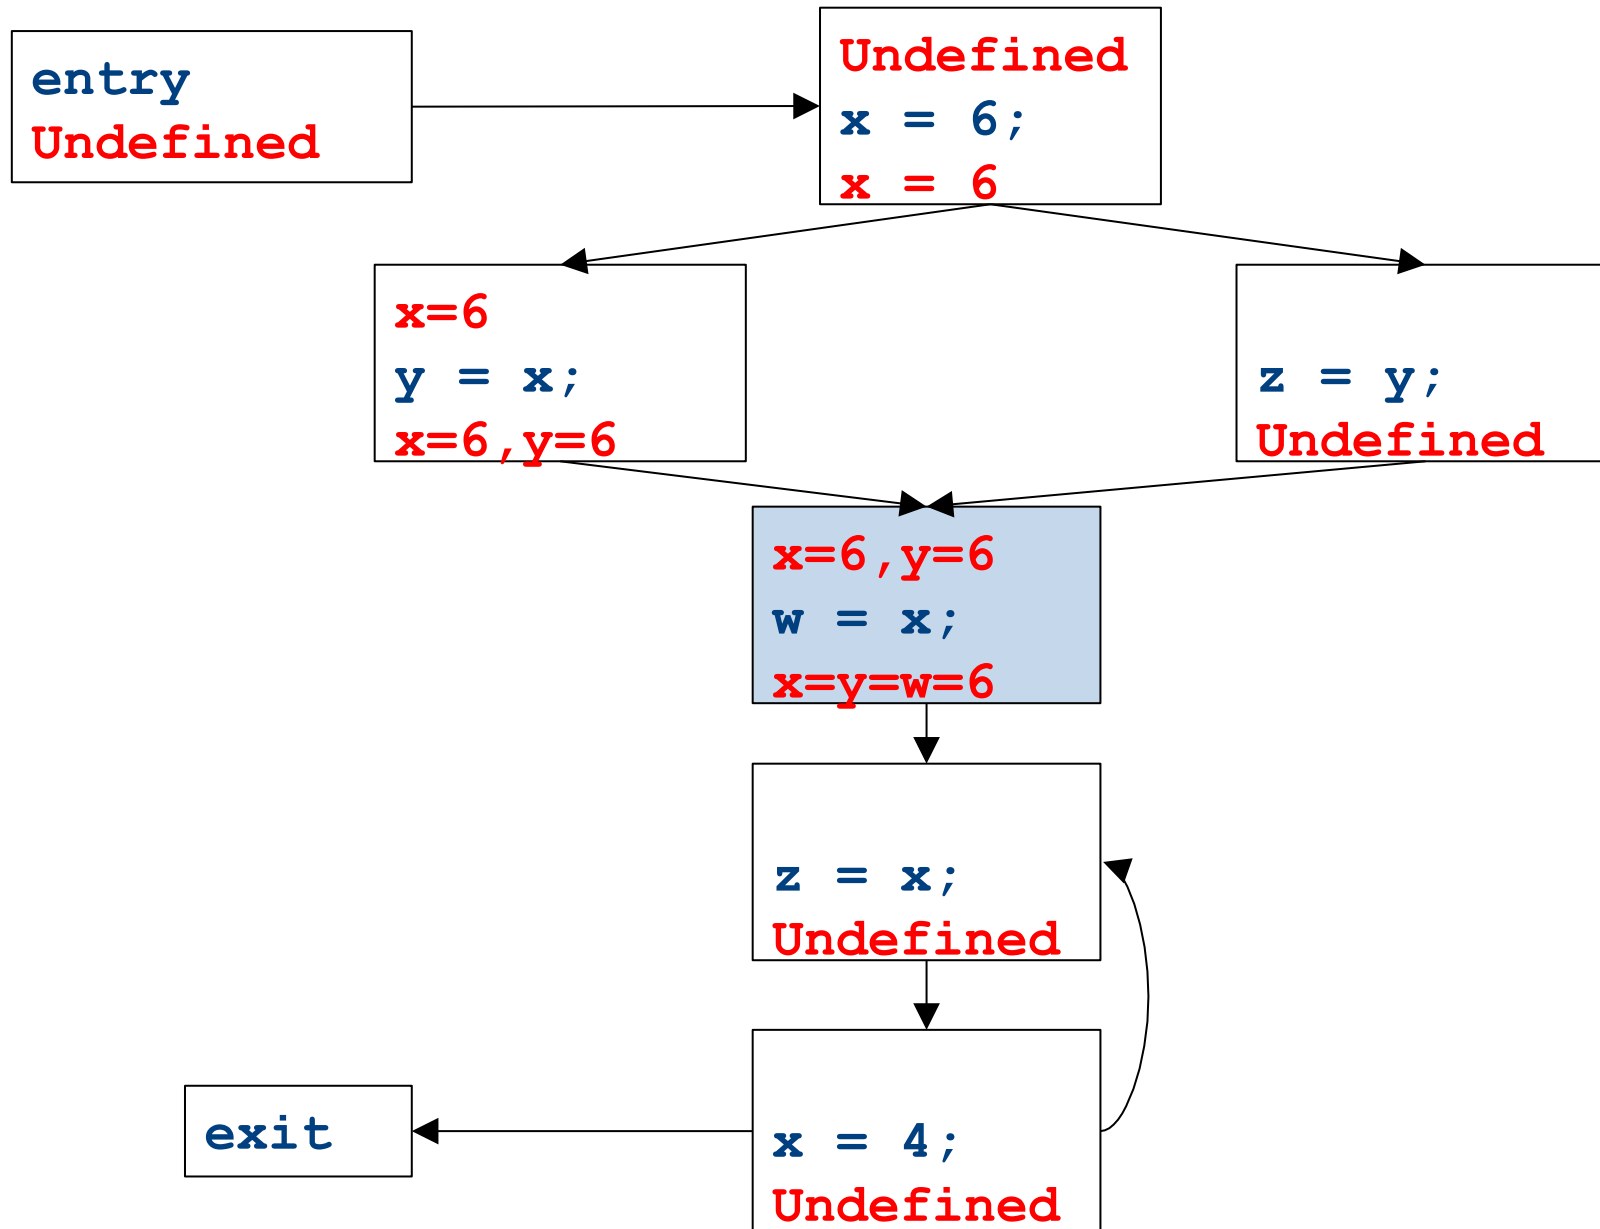 entry
Undefined
Undefined
x = 6;
x = 6
x=6
y = x;
x=6,y=6
z = y;
Undefined
x=6,y=6
w = x;
x=y=w=6
z = x;
Undefined
x = 4;
Undefined
exit